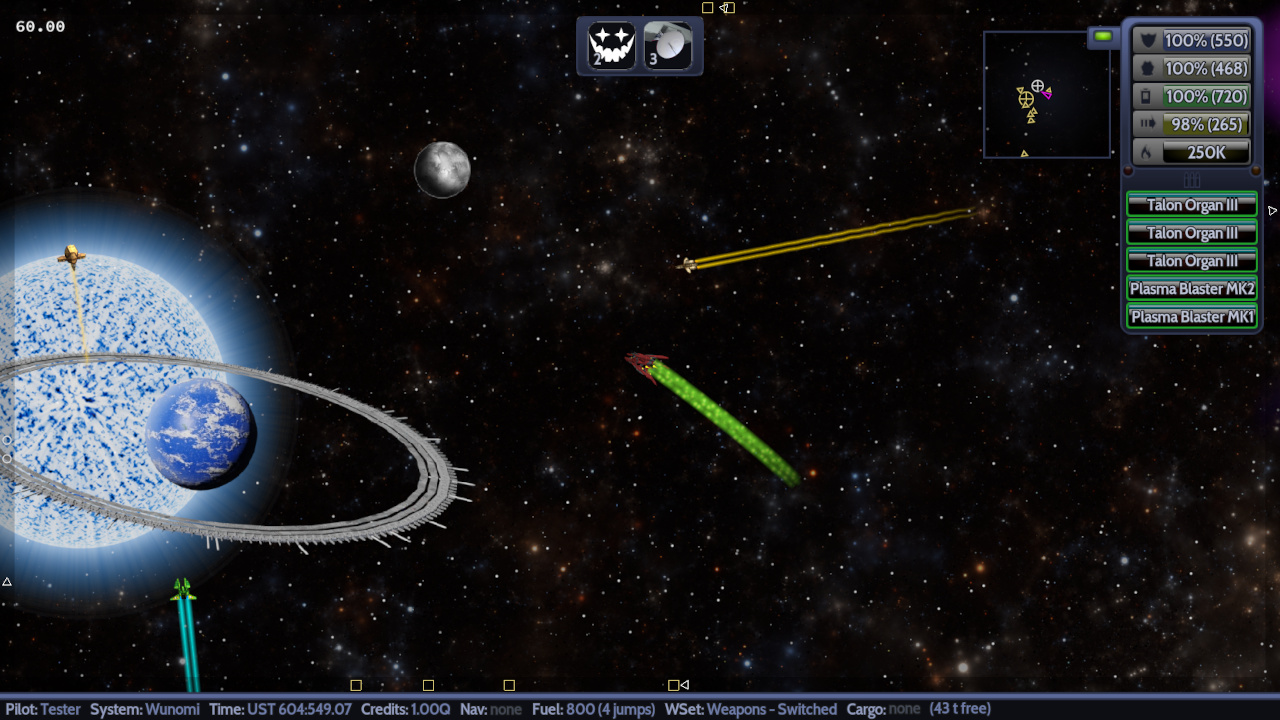 60.00
2 3
100% (550)
100% (468)
100% (720)
98% (265)
250K
Talon Organ III
Talon Organ III
Talon Organ III
Plasma Blaster MK2
Plasma Blaster MK1
Pilot: Tester System: Wunomi Time: UST 604:549.07 Credits: 1.00Q Nav: none Fuel: 800 (4 jumps) WSet: Weapons - Switched Cargo: none (43 t free)